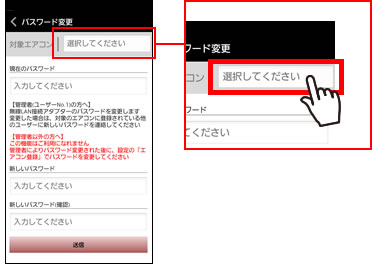 パスワード変更
対象エアコン
選択してください
現在のパスワード
入力してください
【管理者(ユーザーNo.1)の方へ】
無線LAN接続アダプターのパスワードを変更します
変更した場合は、対象のエアコンに登録されている他
のユーザーに新しいパスワードを連絡してください
【管理者以外の方へ】
この機能はご利用になれません
管理者によりパスワード変更された後に、設定の「エ
アコン登録」でパスワードを変更してください
新しいパスワード
入力してください
新しいパスワード(確認)
入力してください
送信
ワード変更
コン
選択してください
ワード
てください